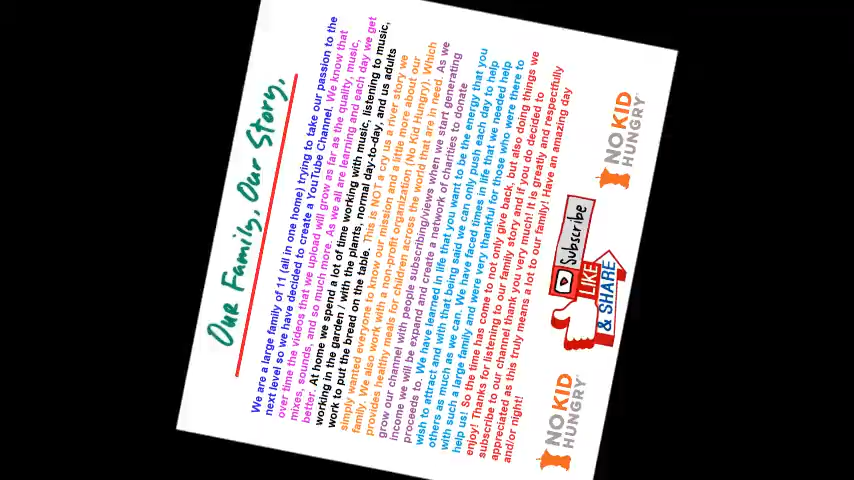 Our Family, Our Story,
We are a large family of 11 (all in one home) trying to take our passion to the
next level so we have decided to create a YouTube Channel. We know that
over time the videos that we upload will grow as far as the quality, music,
mixes, sounds, and so much more. As we all are learning and each day we get
better. At home we spend a lot of time working with music, listening to music,
working in the garden / with the plants, normal day-to-day, and us adults
work to put the bread on the table. This is NOT a cry us a river story we
simply wanted everyone to know our mission and a little more about our
family. We also work with a non-profit organization (No Kid Hungry). Which
provides healthy meals for children across the world that are in need. As we
grow our channel with people subscribing/views when we start generating
income we will be expand and create a network of charities to donate
proceeds to. We have learned in life that you want to be the energy that you
wish to attract and with that being said we can only push each day to help
others as much as we can. We have faced times in life that we needed help
with such a large family and were very thankful for those who were there to
help us! So the time has come to not only give back, but also doing things we
enjoy! Thanks for listening to our family story and if you do decided to
subscribe to our channel thank you very much! It is greatly and respectfully
appreciated as this truly means a lot to our family! Have an amazing day
and/or night!
NO KID
HUNGRY
Subscribe
LIKE
& SHARE
NO KID
HUNGRY